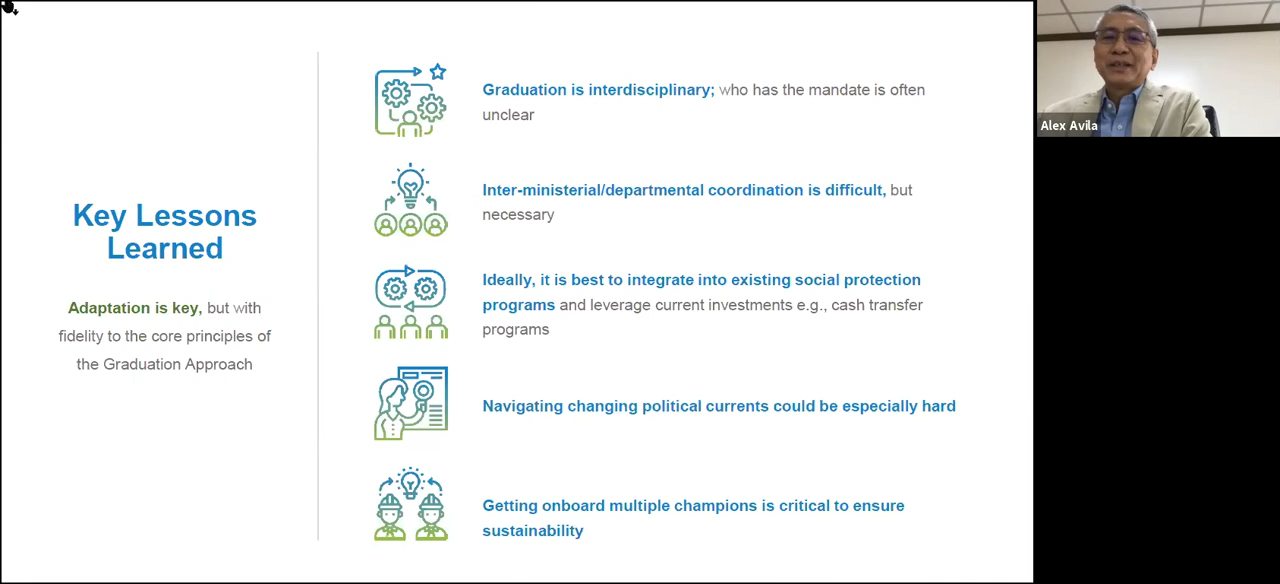 Key Lessons
Learned
Adaptation is key, but with
fidelity to the core principles of
the Graduation Approach
Graduation is interdisciplinary; who has the mandate is often
unclear
Inter-ministerial/departmental coordination is difficult, but
necessary
Ideally, it is best to integrate into existing social protection
programs and leverage current investments e.g., cash transfer
programs
Navigating changing political currents could be especially hard
Getting onboard multiple champions is critical to ensure
sustainability
Alex Avila